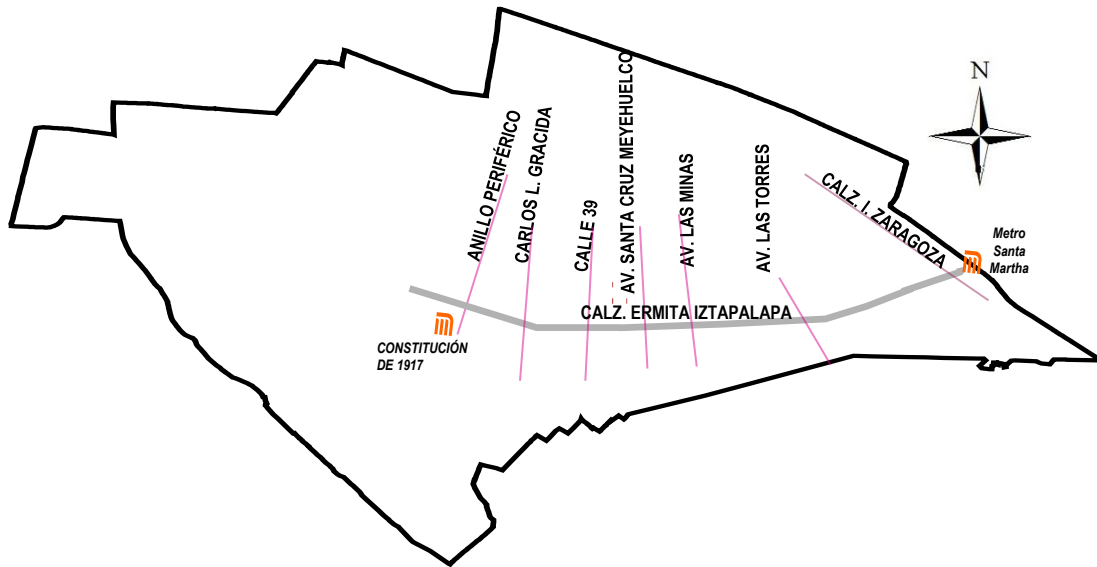 N
ANILLO PERIFÉRICO
CARLOS L. GRACIDA
CALLE 39
AV. SANTA CRUZ MEYEHUELCO
AV. LAS MINAS
AV. LAS TORRES
CALZ. I. ZARAGOZA
Metro
Santa
Martha
CALZ. ERMITA IZTAPALAPA
CONSTITUCIÓN
DE 1917